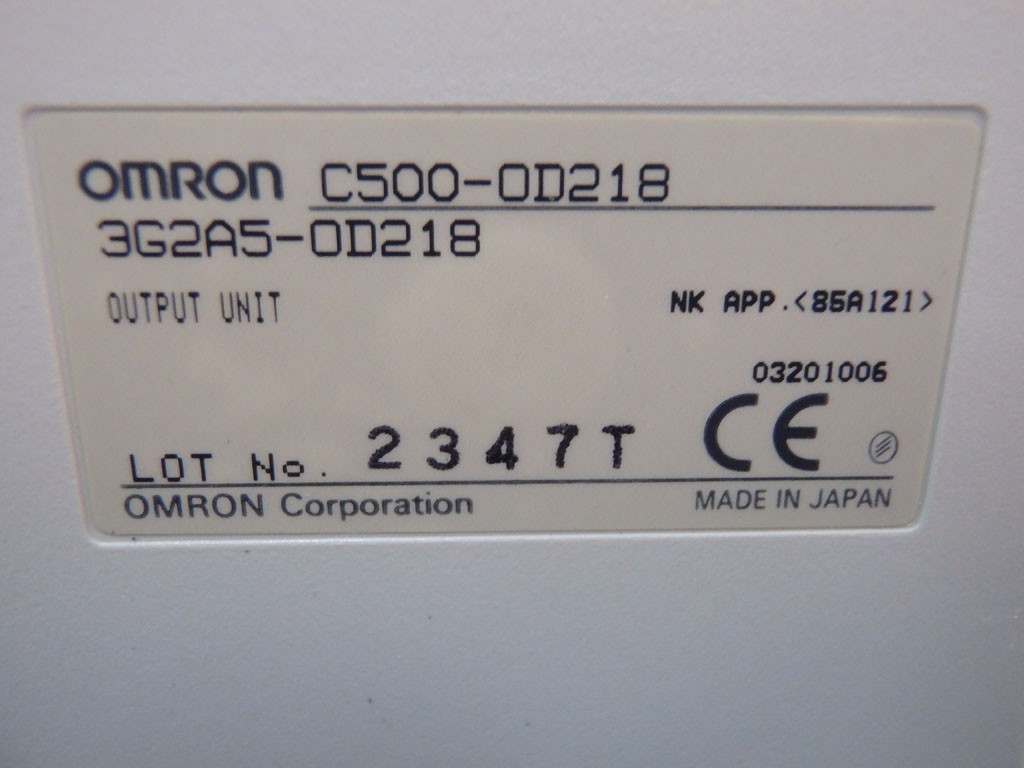 OMRON C500-OD218
3G2A5-OD218
OUTPUT UNIT
NK APP.<85A121>
03201006
CE
LOT No. 2347T
OMRON Corporation
MADE IN JAPAN